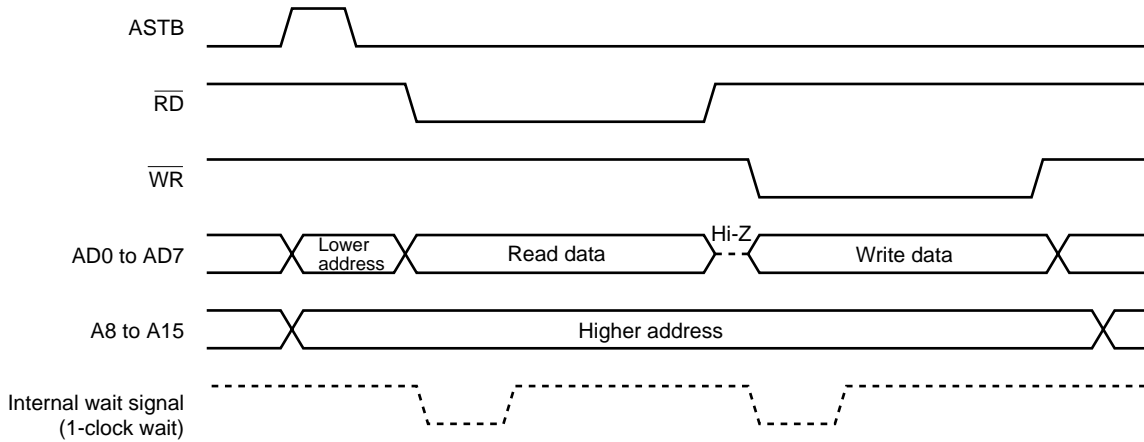 ASTB
RD
WR
AD0 to AD7
Lower
address
Read data
Hi-Z
Write data
A8 to A15
Higher address
Internal wait signal
(1-clock wait)